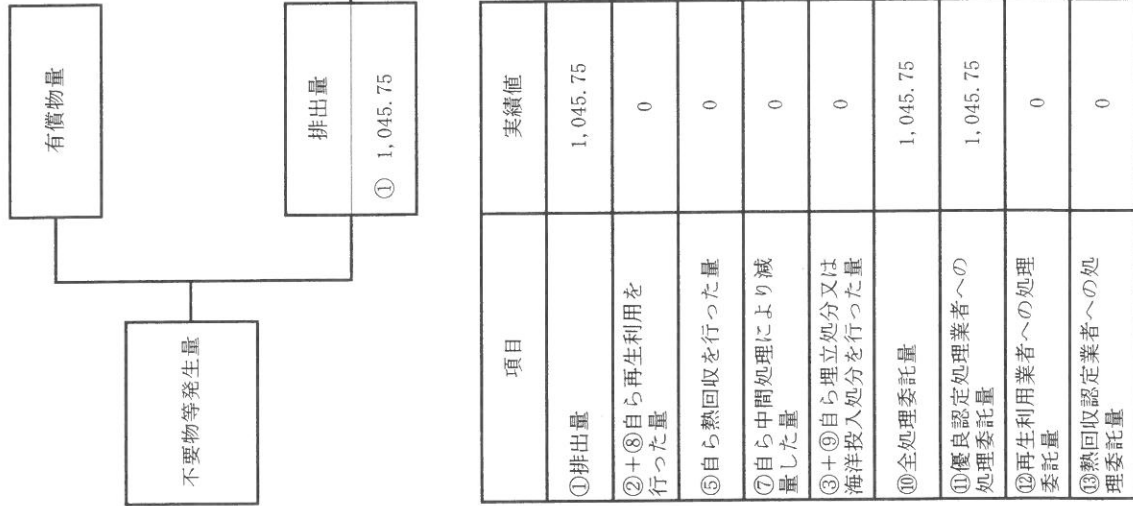 有償物量
不要物等発生量
排出量
① 1,045.75
項目
実績値
①排出量
1,045.75
②+⑧自ら再生利用を
行った量
0
⑤自ら熱回収を行った量
0
⑦自ら中間処理により減
量した量
0
③+⑨自ら埋立処分又は
海洋投入処分を行った量
0
⑩全処理委託量
1,045.75
⑪優良認定処理業者への
処理委託量
1,045.75
⑫再生利用業者への処理
委託量
0
⑬熱回収認定業者への処
理委託量
0